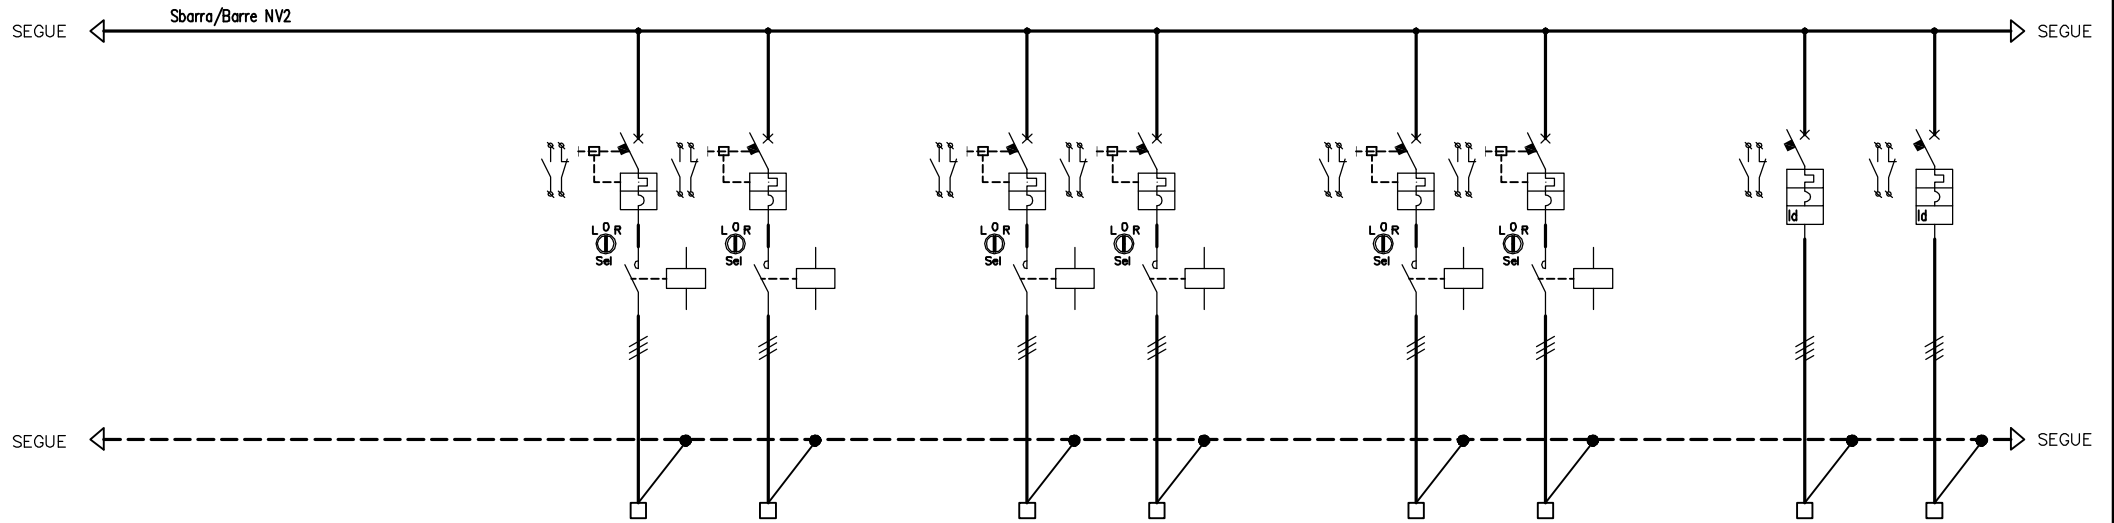 Sbarra/Barre NV2
SEGUE SEGUE
L O R L O R L O R L O R L O R L O R
Sel Sel Sel Sel Sel Sel
Id Id
SEGUE SEGUE